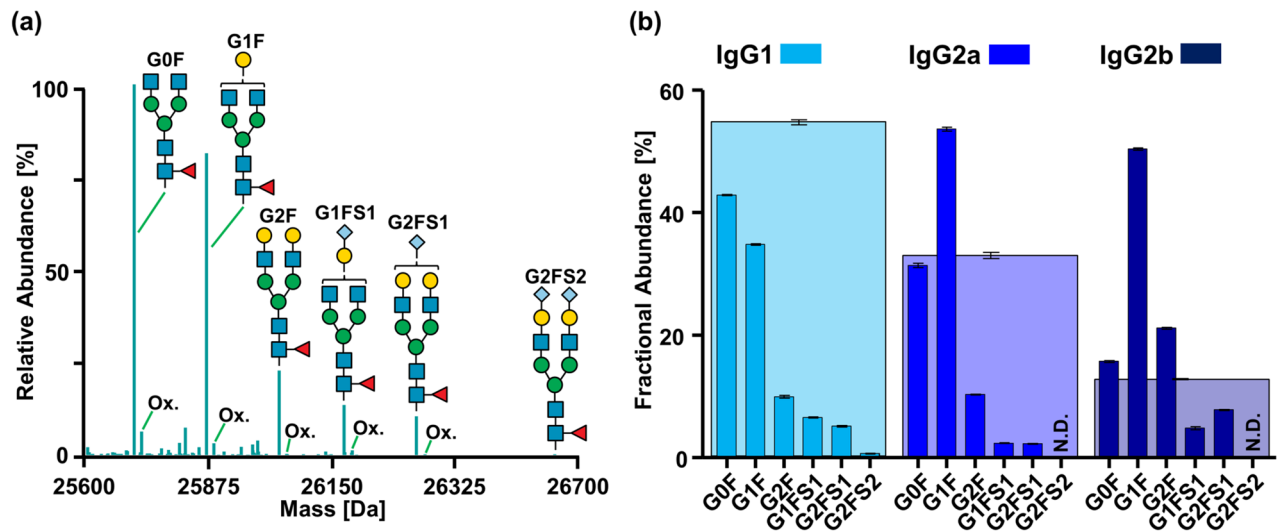 (a)
G0F
G1F
G2F
G1FS1
G2FS1
G2FS2
Ox.
Ox.
Ox.
Ox.
Relative Abundance [%]
100
50
0
25600
25875
26150
26325
26700
Mass [Da]
(b)
IgG1
IgG2a
IgG2b
Fractional Abundance [%]
60
40
20
0
N.D.
N.D.
G0F
G1F
G2F
G1FS1
G2FS1
G2FS2
G0F
G1F
G2F
G1FS1
G2FS1
G2FS2
G0F
G1F
G2F
G1FS1
G2FS1
G2FS2